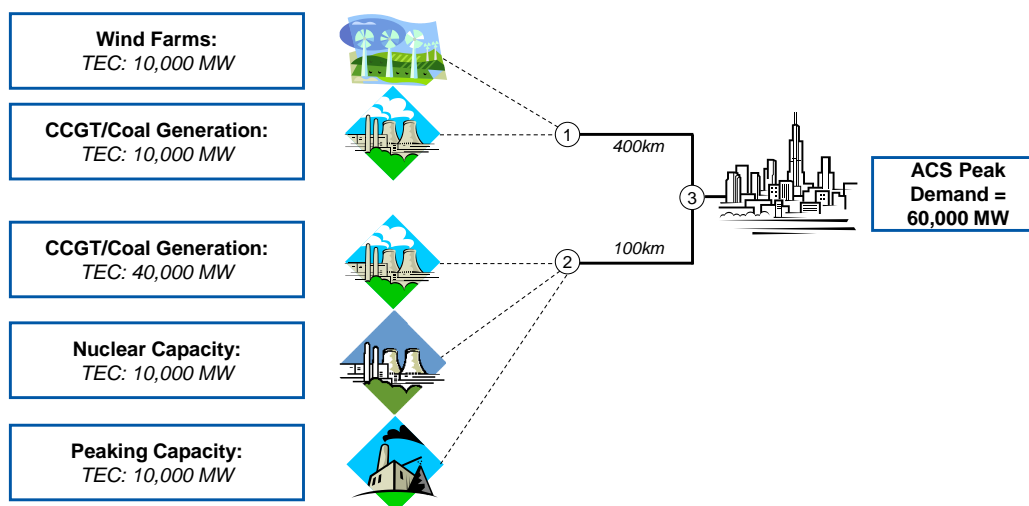 Wind Farms:
TEC: 10,000 MW
CCGT/Coal Generation:
TEC: 10,000 MW
1
400km
3
ACS Peak
Demand =
60,000 MW
CCGT/Coal Generation:
TEC: 40,000 MW
2
100km
Nuclear Capacity:
TEC: 10,000 MW
Peaking Capacity:
TEC: 10,000 MW